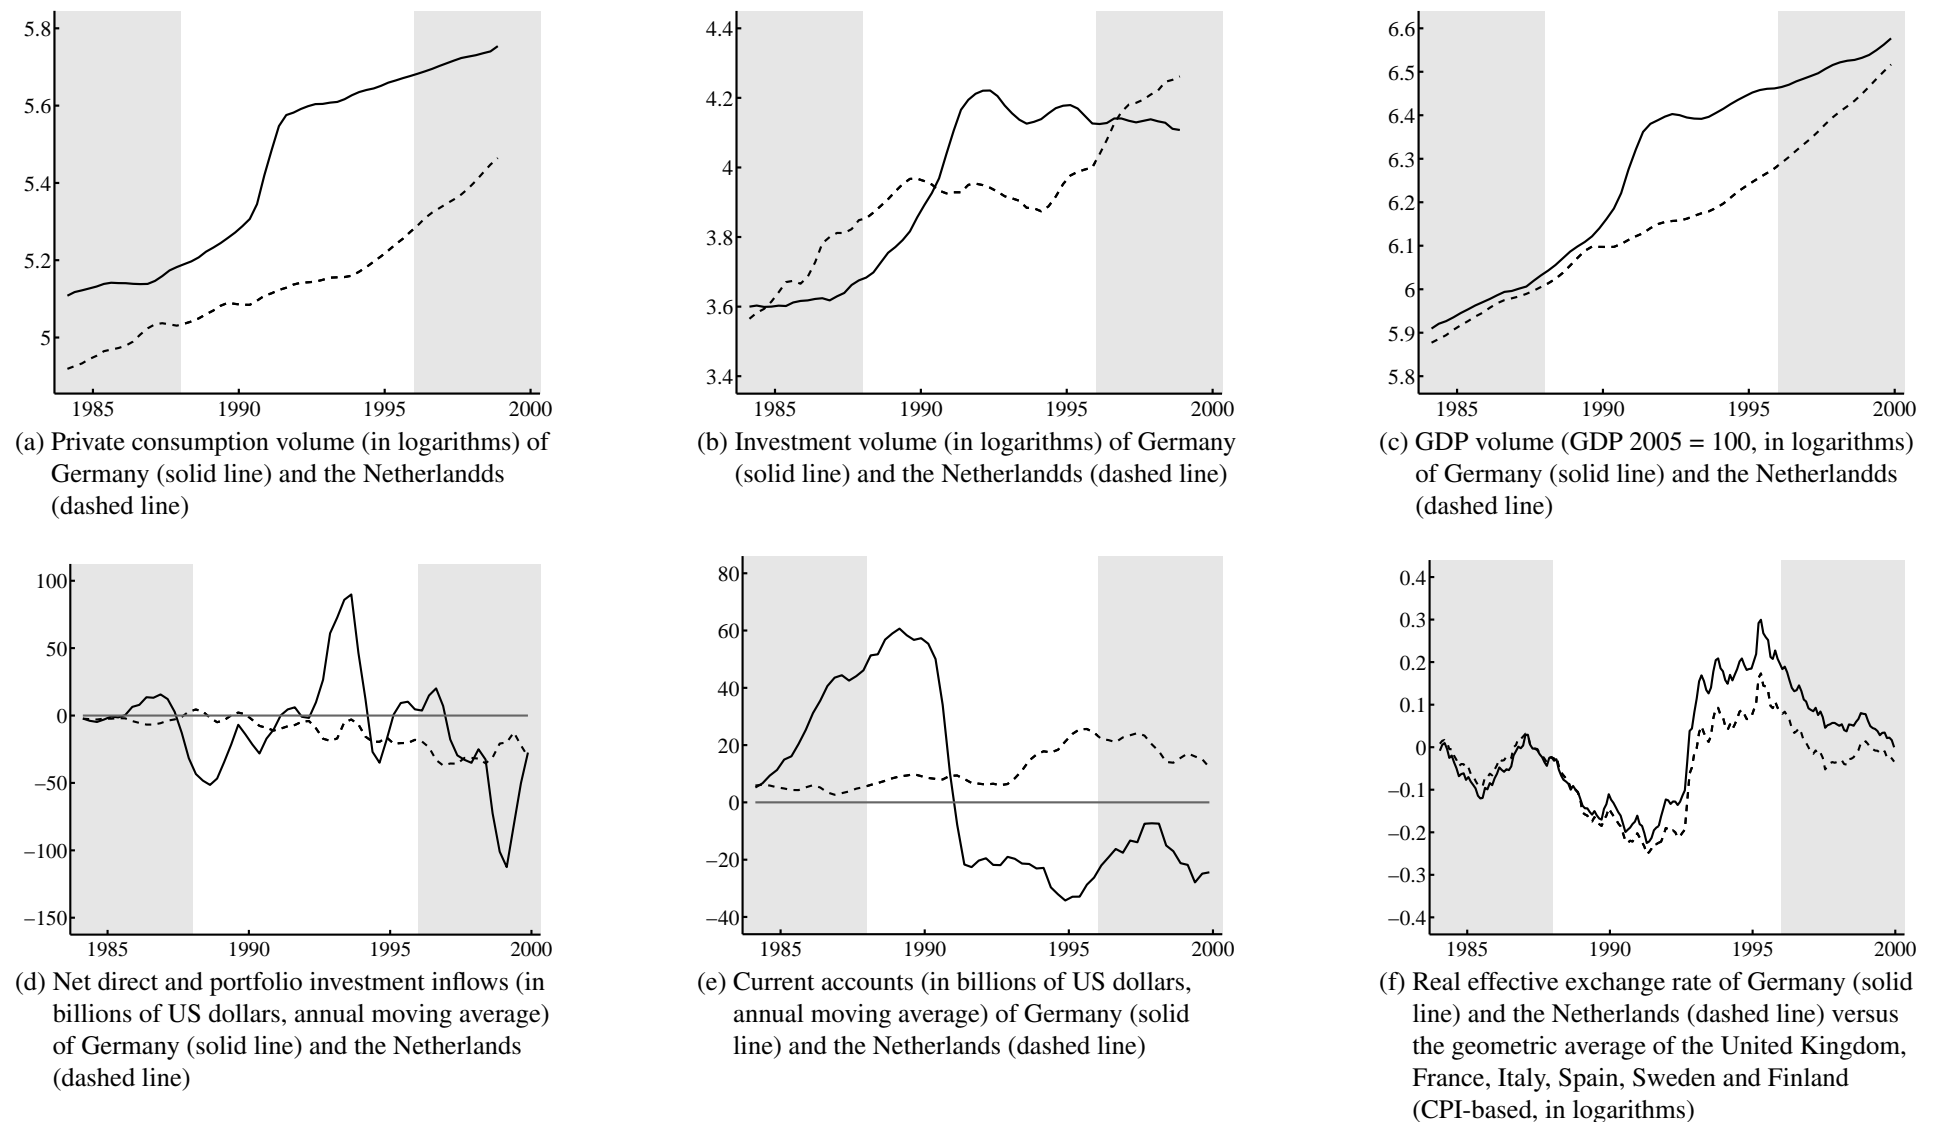 5.8
5.6
5.4
5.2
5
1985 1990 1995 2000
(a) Private consumption volume (in logarithms) of
Germany (solid line) and the Netherlandds
(dashed line)
4.4
4.2
4
3.8
3.6
3.4
1985 1990 1995 2000
(b) Investment volume (in logarithms) of Germany
(solid line) and the Netherlandds (dashed line)
6.6
6.5
6.4
6.3
6.2
6.1
6
5.9
5.8
1985 1990 1995 2000
(c) GDP volume (GDP 2005 = 100, in logarithms)
of Germany (solid line) and the Netherlandds
(dashed line)
100
50
0
−50
−100
−150
1985 1990 1995 2000
(d) Net direct and portfolio investment inflows (in
billions of US dollars, annual moving average)
of Germany (solid line) and the Netherlands
(dashed line)
80
60
40
20
0
−20
−40
1985 1990 1995 2000
(e) Current accounts (in billions of US dollars,
annual moving average) of Germany (solid
line) and the Netherlands (dashed line)
0.4
0.3
0.2
0.1
0
−0.1
−0.2
−0.3
−0.4
1985 1990 1995 2000
(f) Real effective exchange rate of Germany (solid
line) and the Netherlands (dashed line) versus
the geometric average of the United Kingdom,
France, Italy, Spain, Sweden and Finland
(CPI-based, in logarithms)